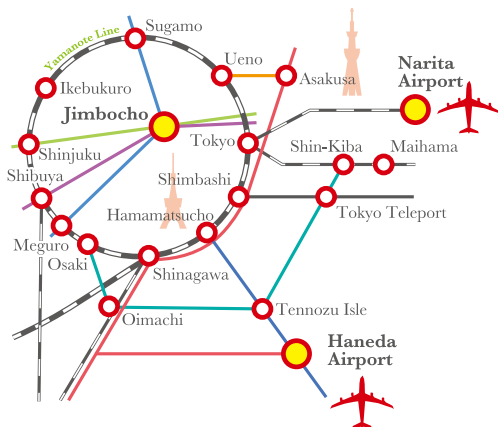 Sugamo
Yamanote Line
Ueno
Narita
Airport
Asakusa
Ikebukuro
Jimbocho
Tokyo
Shin-Kiba
Maihama
Shinjuku
Shibuya
Shimbashi
Hamamatsucho
Tokyo Teleport
Meguro
Osaki
Shinagawa
Oimachi
Tennozu Isle
Haneda
Airport